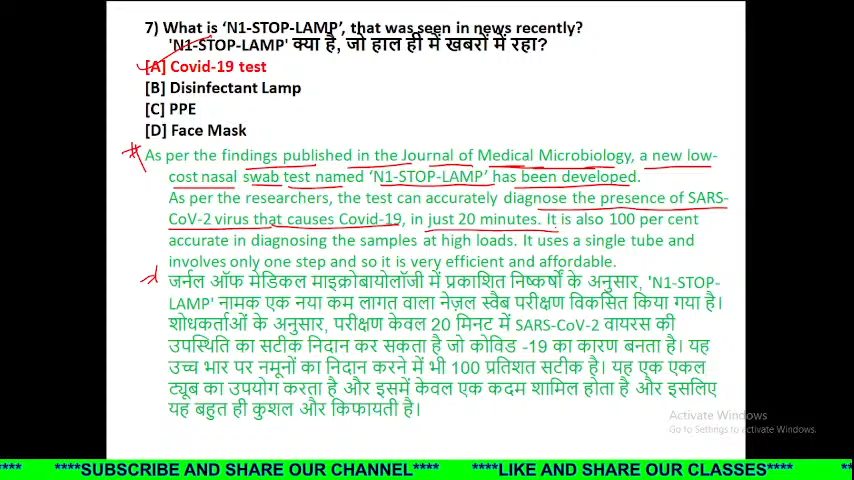 7) What is ‘N1-STOP-LAMP’, that was seen in news recently?
'N1-STOP-LAMP' क्या है, जो हाल ही में खबरों में रहा?
[A] Covid-19 test
[B] Disinfectant Lamp
[C] PPE
[D] Face Mask
As per the findings published in the Journal of Medical Microbiology, a new low-
cost nasal swab test named ‘N1-STOP-LAMP’ has been developed.
As per the researchers, the test can accurately diagnose the presence of SARS-
CoV-2 virus that causes Covid-19, in just 20 minutes. It is also 100 per cent
accurate in diagnosing the samples at high loads. It uses a single tube and
involves only one step and so it is very efficient and affordable.
जर्नल ऑफ मेडिकल माइक्रोबायोलॉजी में प्रकाशित निष्कर्षों के अनुसार, 'N1-STOP-
LAMP' नामक एक नया कम लागत वाला नेज़ल स्वैब परीक्षण विकसित किया गया है।
शोधकर्ताओं के अनुसार, परीक्षण केवल 20 मिनट में SARS-CoV-2 वायरस की
उपस्थिति का सटीक निदान कर सकता है जो कोविड -19 का कारण बनता है। यह
उच्च भार पर नमूनों का निदान करने में भी 100 प्रतिशत सटीक है। यह एक एकल
ट्यूब का उपयोग करता है और इसमें केवल एक कदम शामिल होता है और इसलिए
यह बहुत ही कुशल और किफायती है।
Activate Windows
Go to Settings to activate Windows.
**** ****SUBSCRIBE AND SHARE OUR CHANNEL**** ****LIKE AND SHARE OUR CLASSES**** **